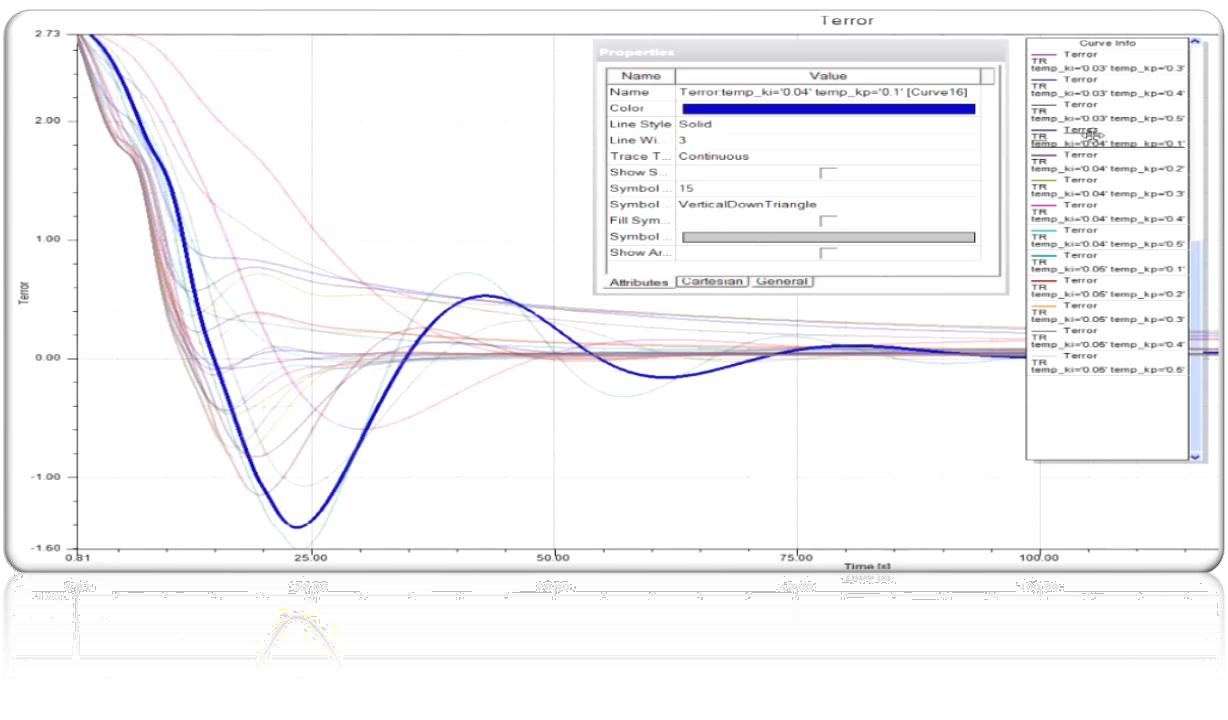 Terror
2.73
2.00
1.00
0.00
-1.00
-1.60
Terror
0.81
25.00
50.00
75.00
100.00
Time [s]
Properties
Name Value
Name Terror:temp_ki='0.04' temp_kp='0.1' [Curve16]
Color
Line Style Solid
Line Wi... 3
Trace T... Continuous
Show S...
Symbol ... 15
Symbol ... VerticalDownTriangle
Fill Sym...
Symbol ...
Show Ar...
Attributes Cartesian General
Curve Info
Terror
TR
temp_ki='0.03' temp_kp='0.3'
Terror
TR
temp_ki='0.03' temp_kp='0.4'
Terror
TR
temp_ki='0.03' temp_kp='0.5'
Terror
TR
temp_ki='0.04' temp_kp='0.1'
Terror
TR
temp_ki='0.04' temp_kp='0.2'
Terror
TR
temp_ki='0.04' temp_kp='0.3'
Terror
TR
temp_ki='0.04' temp_kp='0.4'
Terror
TR
temp_ki='0.04' temp_kp='0.5'
Terror
TR
temp_ki='0.05' temp_kp='0.1'
Terror
TR
temp_ki='0.05' temp_kp='0.2'
Terror
TR
temp_ki='0.05' temp_kp='0.3'
Terror
TR
temp_ki='0.05' temp_kp='0.4'
Terror
TR
temp_ki='0.05' temp_kp='0.5'